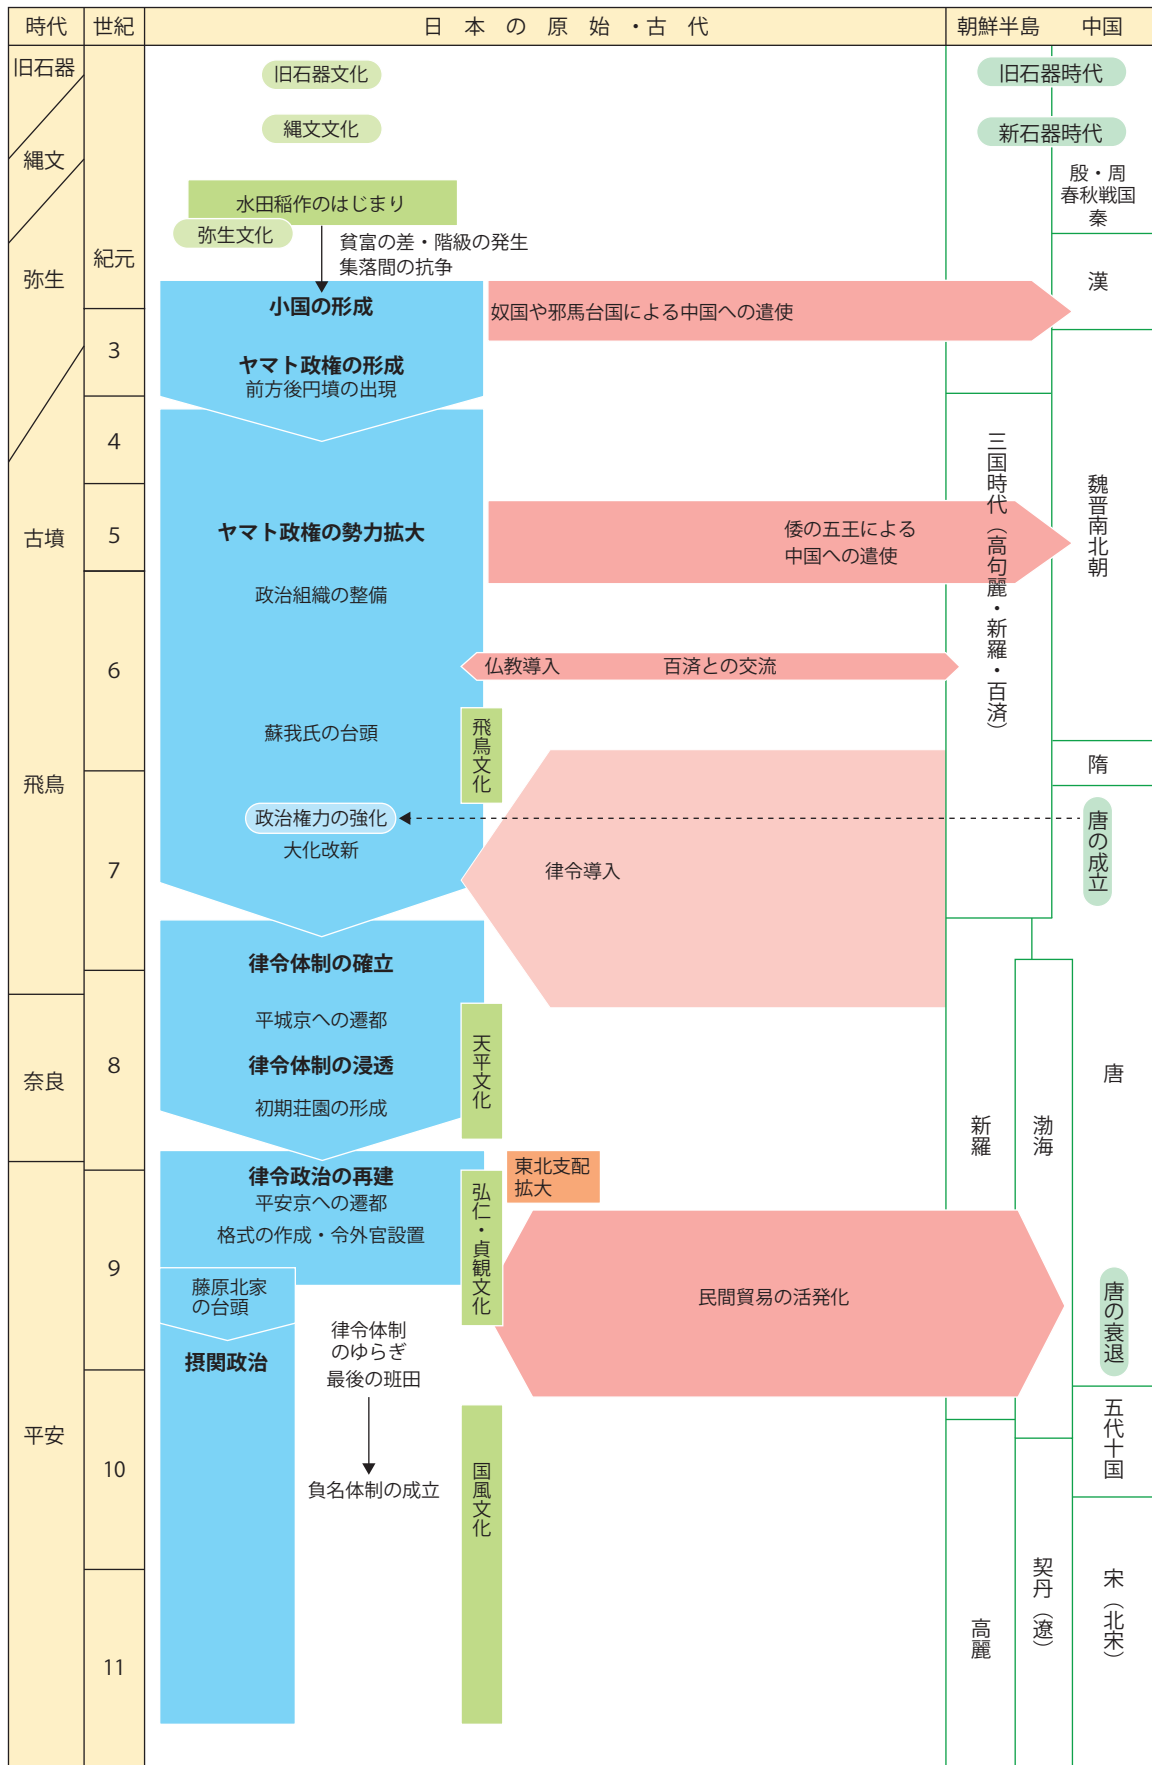 時代
世紀
日本の原始・古代
朝鮮半島
中国
旧石器
縄文
弥生
古墳
飛鳥
奈良
平安
紀元
3
4
5
6
7
8
9
10
11
旧石器文化
縄文文化
水田稲作のはじまり
弥生文化
貧富の差・階級の発生
集落間の抗争
小国の形成
奴国や邪馬台国による中国への遣使
ヤマト政権の形成
前方後円墳の出現
ヤマト政権の勢力拡大
倭の五王による
中国への遣使
政治組織の整備
仏教導入
百済との交流
蘇我氏の台頭
飛鳥文化
政治権力の強化
大化改新
律令導入
律令体制の確立
平城京への遷都
律令体制の浸透
初期荘園の形成
天平文化
律令政治の再建
平安京への遷都
格式の作成・令外官設置
東北支配
拡大
弘仁・貞観文化
藤原北家
の台頭
民間貿易の活発化
摂関政治
律令体制
のゆらぎ
最後の班田
負名体制の成立
国風文化
旧石器時代
新石器時代
三国時代（高句麗・新羅・百済）
新羅
渤海
高麗
契丹（遼）
殷・周
春秋戦国
秦
漢
魏晋南北朝
隋
唐の成立
唐
唐の衰退
五代十国
宋（北宋）